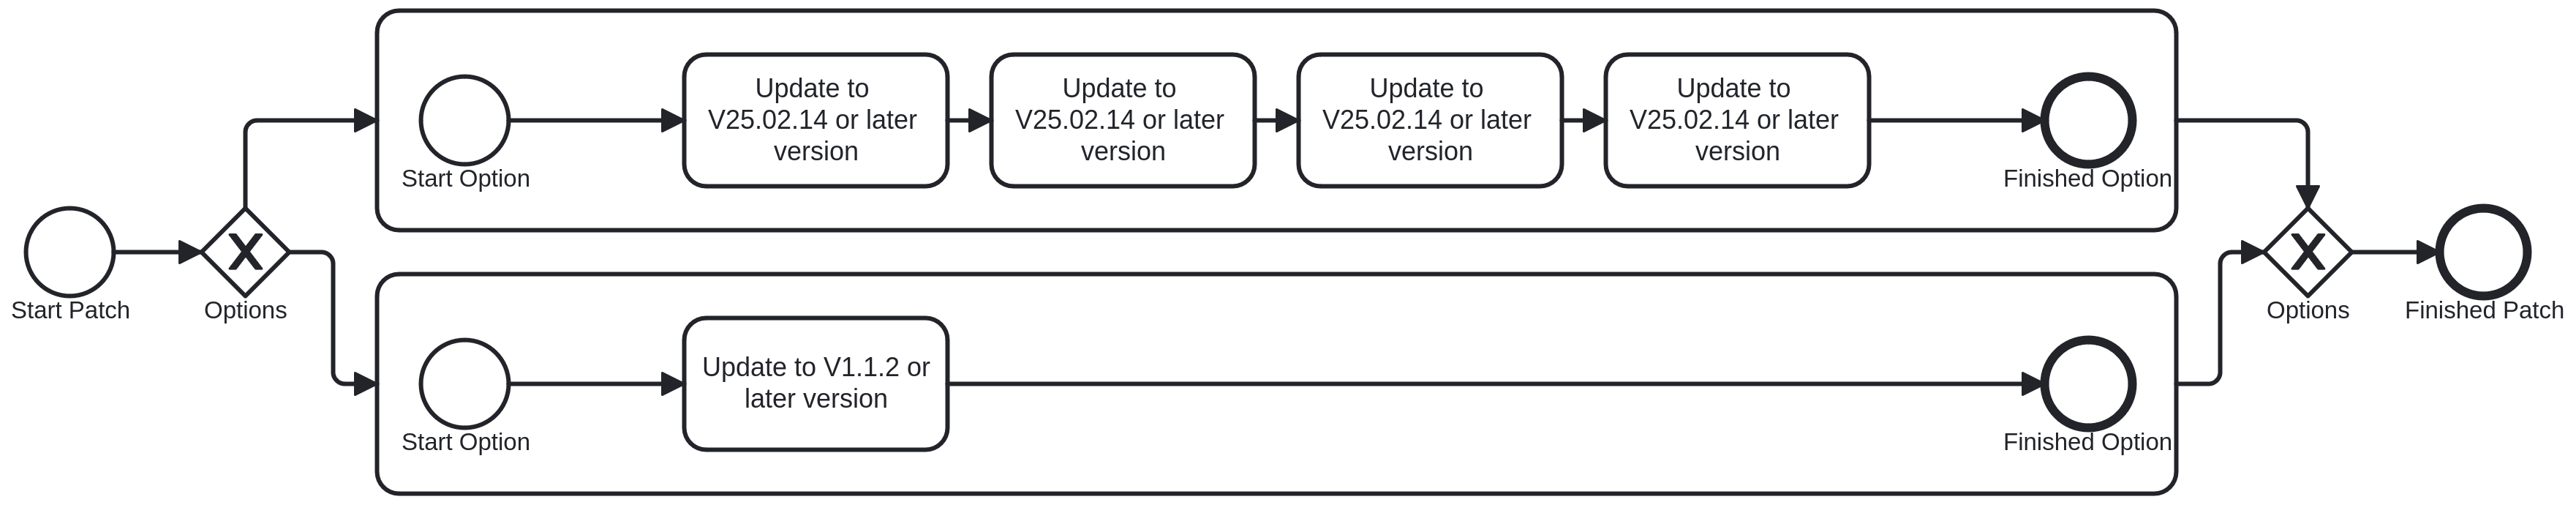 Start Patch
X
Options
Start Option
Update to
V25.02.14 or later
version
Update to
V25.02.14 or later
version
Update to
V25.02.14 or later
version
Update to
V25.02.14 or later
version
Finished Option
Start Option
Update to V1.1.2 or
later version
Finished Option
X
Options
Finished Patch